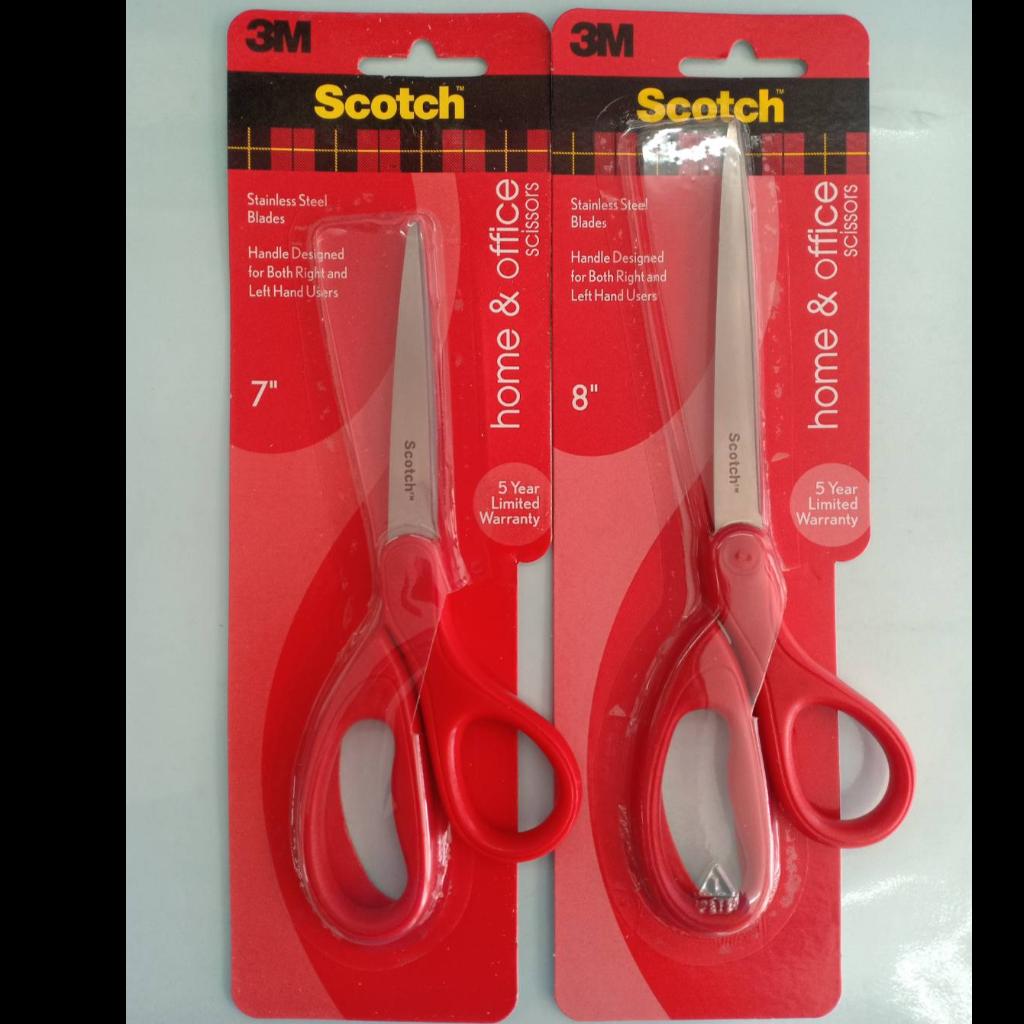 3M
Scotch™
Stainless Steel
Blades
Handle Designed
for Both Right and
Left Hand Users
7"
home & office
scissors
Scotch™
5 Year
Limited
Warranty
3M
Scotch™
Stainless Steel
Blades
Handle Designed
for Both Right and
Left Hand Users
8"
home & office
scissors
Scotch™
5 Year
Limited
Warranty